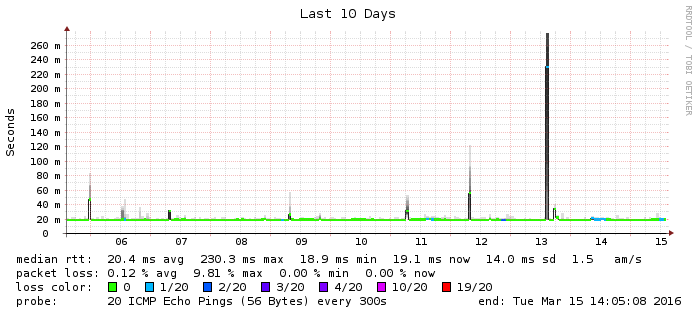 Last 10 Days
RRDTOOL / TOBI OETIKER
Seconds
260 m
240 m
220 m
200 m
180 m
160 m
140 m
120 m
100 m
80 m
60 m
40 m
20 m
0
06 07 08 09 10 11 12 13 14 15
median rtt: 20.4 ms avg 230.3 ms max 18.9 ms min 19.1 ms now 14.0 ms sd 1.5 am/s
packet loss: 0.12 % avg 9.81 % max 0.00 % min 0.00 % now
loss color: 0 1/20 2/20 3/20 4/20 10/20 19/20
probe: 20 ICMP Echo Pings (56 Bytes) every 300s end: Tue Mar 15 14:05:08 2016